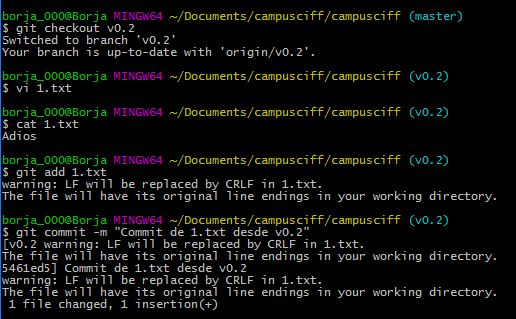 borja_000@Borja MINGW64 ~/Documents/campusciff/campusciff (master)
$ git checkout v0.2
Switched to branch 'v0.2'
Your branch is up-to-date with 'origin/v0.2'.
borja_000@Borja MINGW64 ~/Documents/campusciff/campusciff (v0.2)
$ vi 1.txt
borja_000@Borja MINGW64 ~/Documents/campusciff/campusciff (v0.2)
$ cat 1.txt
Adios
borja_000@Borja MINGW64 ~/Documents/campusciff/campusciff (v0.2)
$ git add 1.txt
warning: LF will be replaced by CRLF in 1.txt.
The file will have its original line endings in your working directory.
borja_000@Borja MINGW64 ~/Documents/campusciff/campusciff (v0.2)
$ git commit -m "Commit de 1.txt desde v0.2"
[v0.2 warning: LF will be replaced by CRLF in 1.txt.
The file will have its original line endings in your working directory.
5461ed5] Commit de 1.txt desde v0.2
warning: LF will be replaced by CRLF in 1.txt.
The file will have its original line endings in your working directory.
1 file changed, 1 insertion(+)